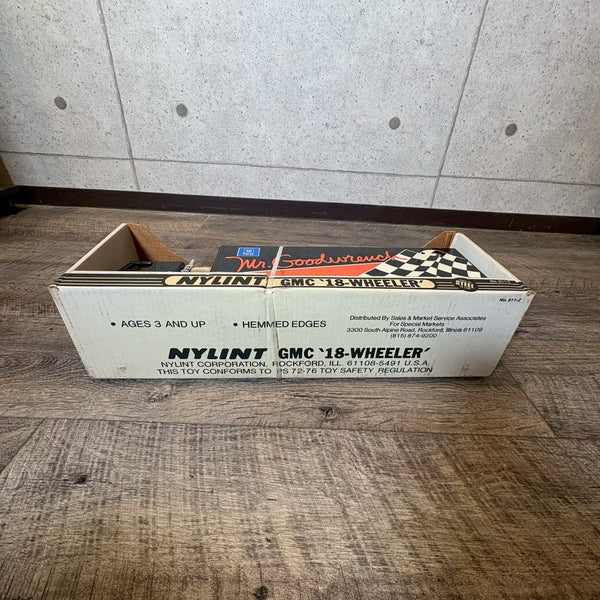 GM
PARTS
Mr. Goodwrench
NYLINT GMC '18-WHEELER'
STEEL
No. 911-Z
• AGES 3 AND UP • HEMMED EDGES
Distributed By Sales & Market Service Associates
For Special Markets
3300 South Alpine Road, Rockford, Illinois 61109
(815) 874-9200
NYLINT GMC '18-WHEELER'
NYLINT CORPORATION, ROCKFORD, ILL. 61108-5491 U.S.A.
THIS TOY CONFORMS TO PS 72-76 TOY SAFETY REGULATION